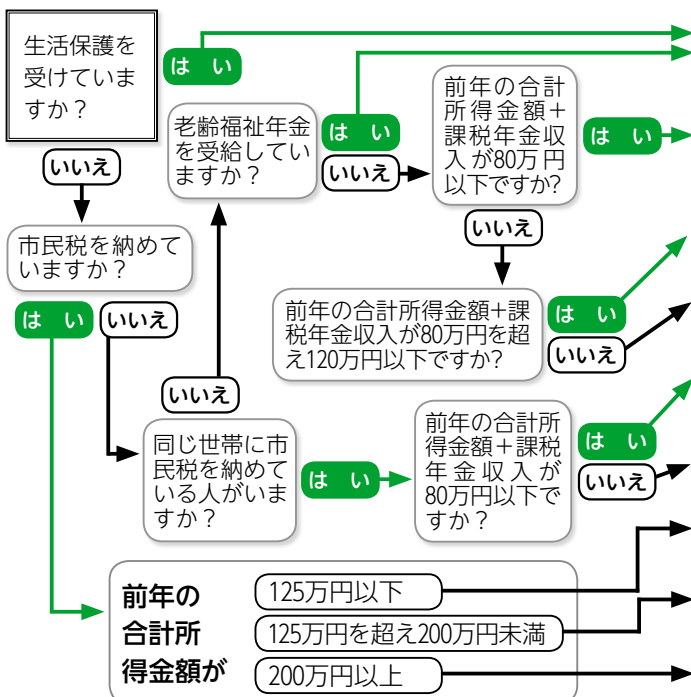 生活保護を
受けていま
すか？
は い
いいえ
市民税を納めて
いますか？
は い
いいえ
老齢福祉年金
を受給してい
ますか？
は い
いいえ
前年の合計
所得金額＋
課税年金収
入が80万円
以下ですか?
は い
いいえ
前年の合計所得金額＋課
税年金収入が80万円を超
え120万円以下ですか?
は い
いいえ
いいえ
同じ世帯に市
民税を納めて
いる人がいま
すか？
は い
前年の合計所
得金額＋課税
年金収入が
80万円以下で
すか？
は い
いいえ
前年の
合計所
得金額が
125万円以下
125万円を超え200万円未満
200万円以上